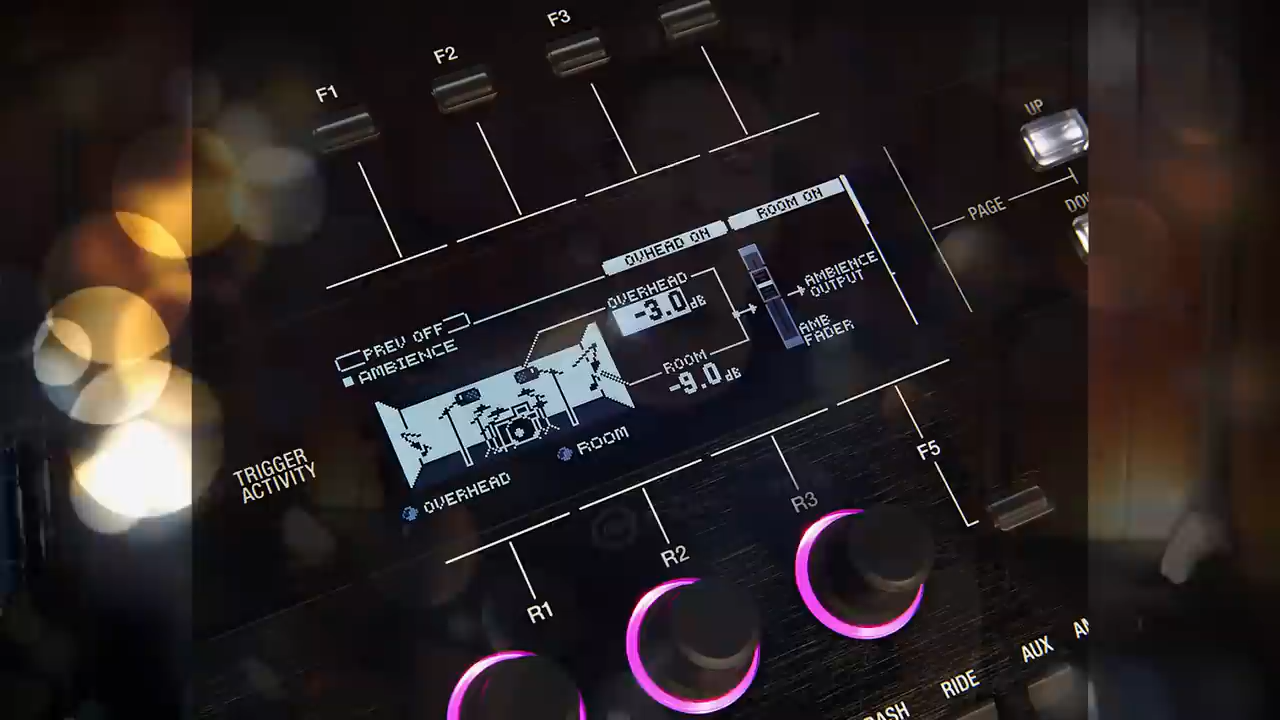 F1
F2
F3
UP
PAGE
OVHEAD ON
ROOM ON
PREV OFF
AMBIENCE
OVERHEAD
-3.0dB
ROOM
-9.0dB
AMBIENCE
OUTPUT
AMB
FADER
OVERHEAD
ROOM
TRIGGER
ACTIVITY
F5
R1
R2
R3
AUX
RIDE